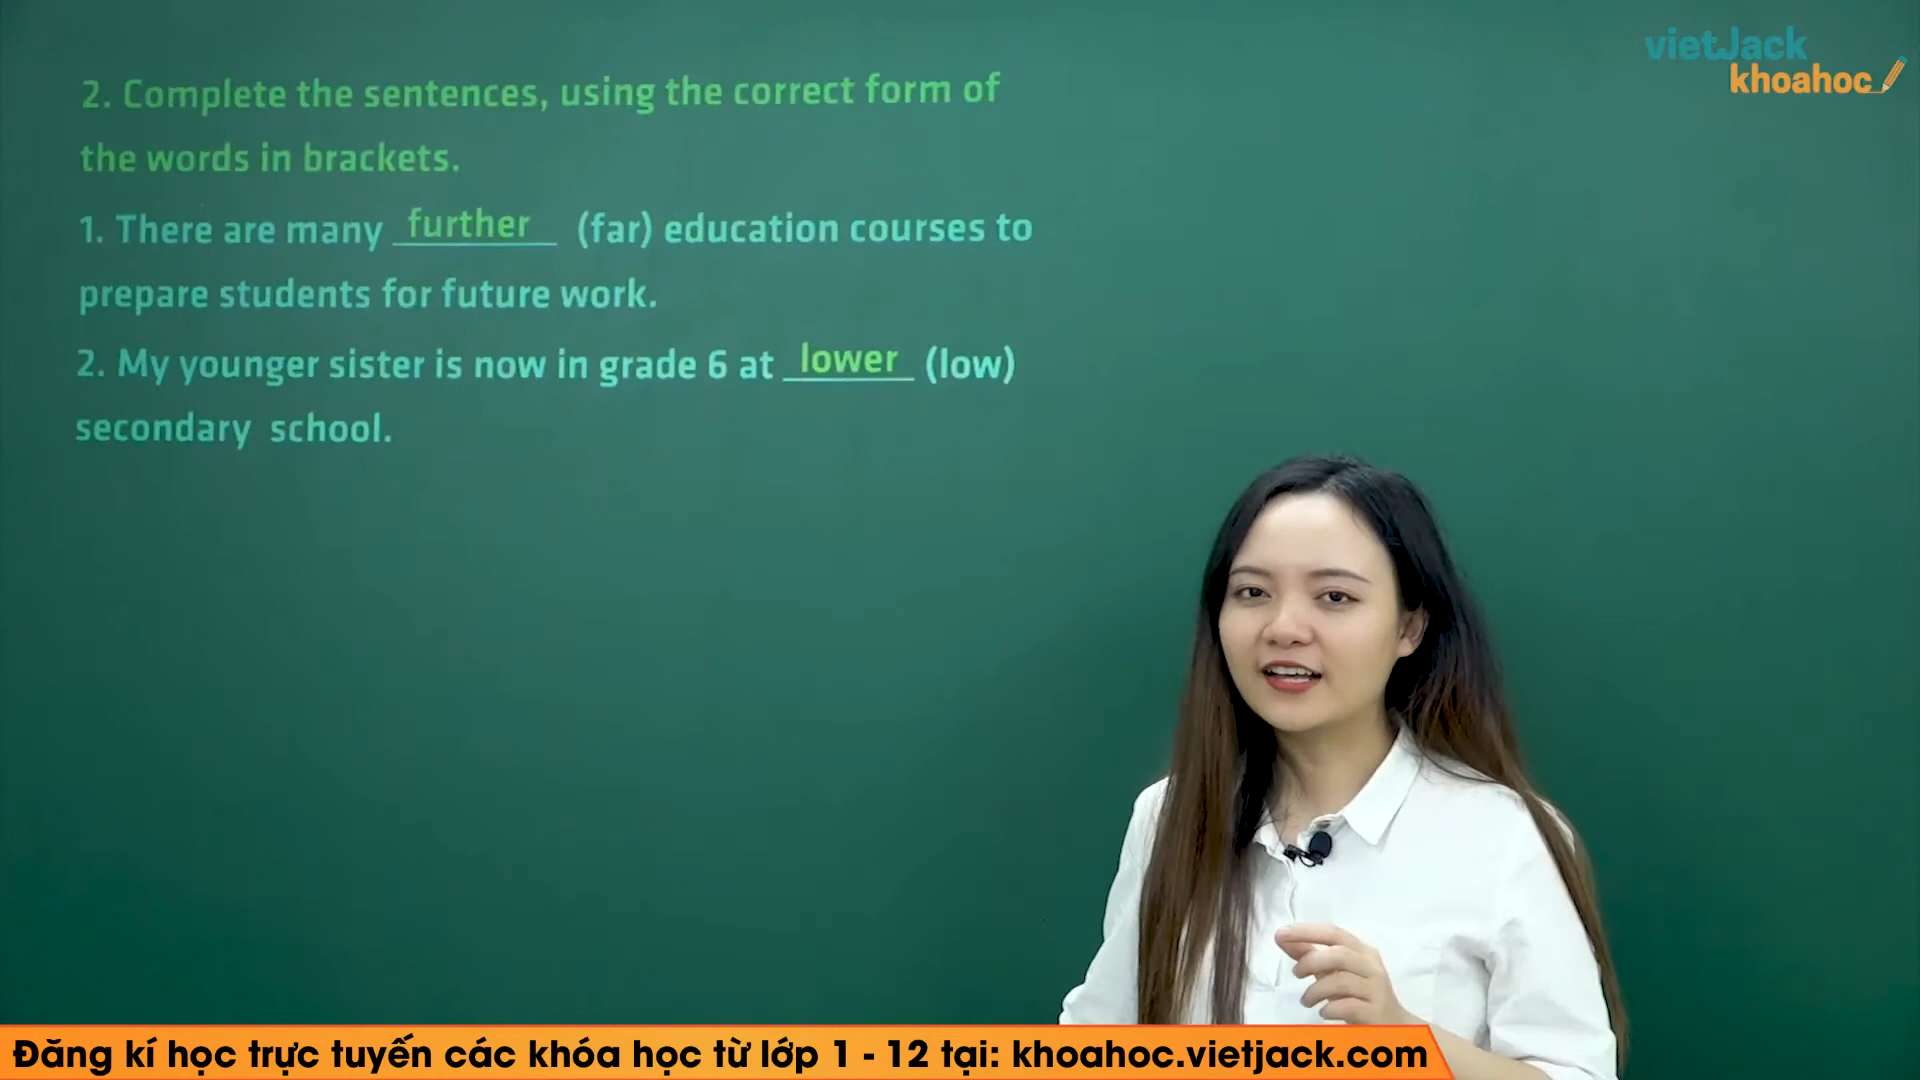 vietJack
khoahoc
2. Complete the sentences, using the correct form of
the words in brackets.
1. There are many further (far) education courses to
prepare students for future work.
2. My younger sister is now in grade 6 at lower (low)
secondary school.
Đăng kí học trực tuyến các khóa học từ lớp 1 - 12 tại: khoahoc.vietjack.com